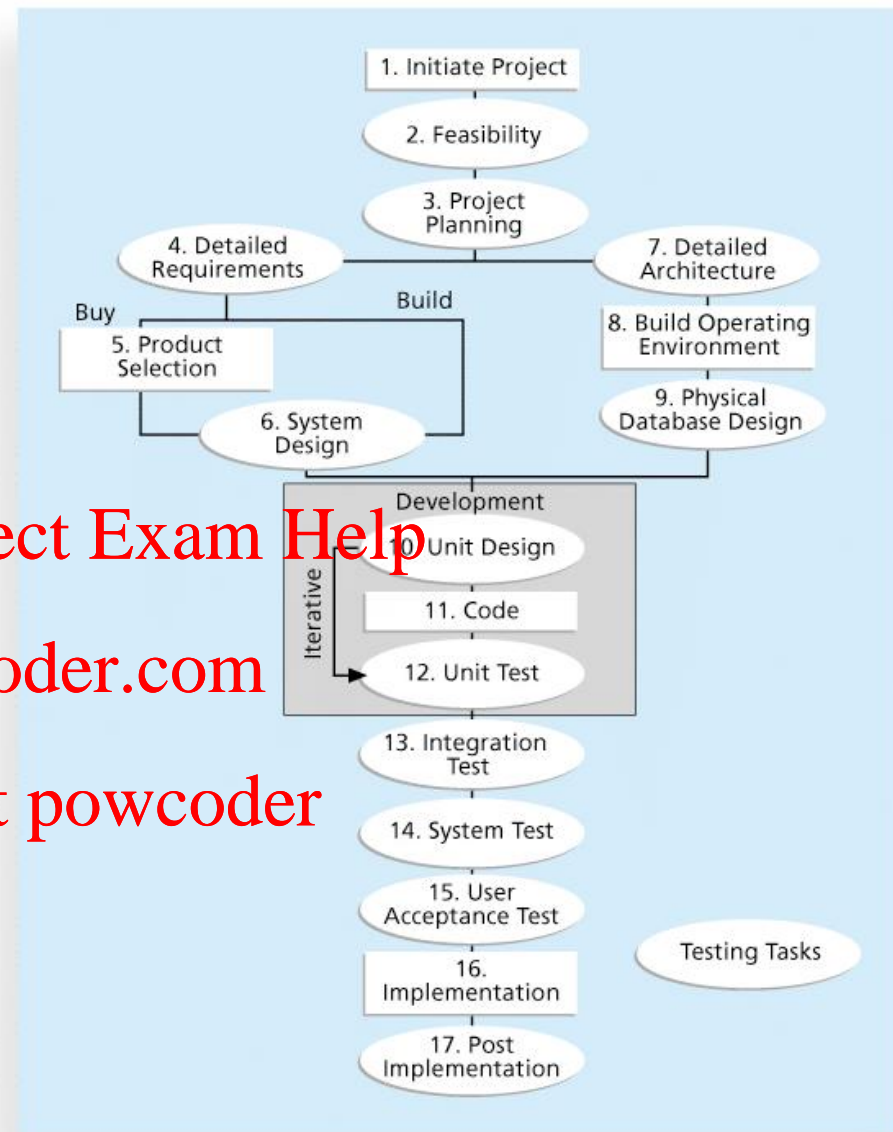 1. Initiate Project
2. Feasibility
3. Project
Planning
4. Detailed
Requirements
7. Detailed
Architecture
Buy
Build
5. Product
Selection
8. Build Operating
Environment
6. System
Design
9. Physical
Database Design
Development
ect Exam Help
10. Unit Design
Iterative
11. Code
oder.com
12. Unit Test
13. Integration
Test
t powcoder
14. System Test
15. User
Acceptance Test
Testing Tasks
16.
Implementation
17. Post
Implementation